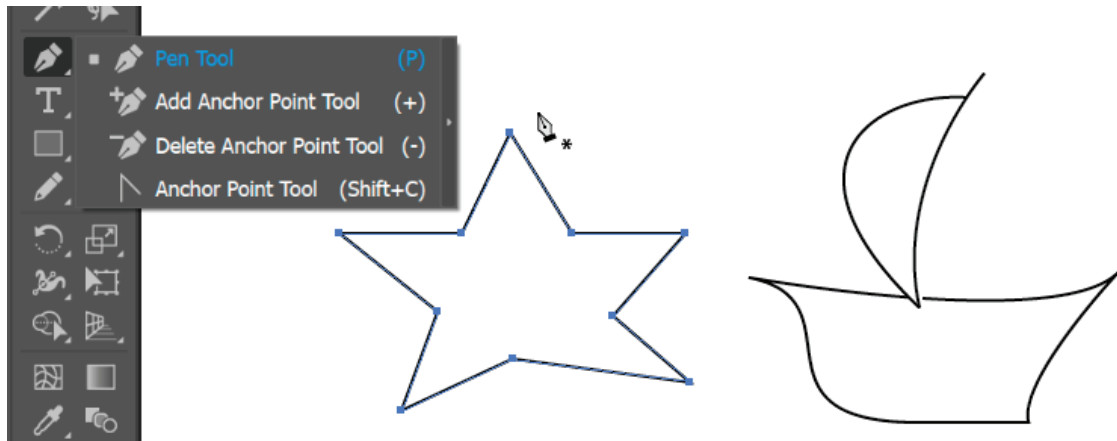 Pen Tool (P)
Add Anchor Point Tool (+)
Delete Anchor Point Tool (-)
Anchor Point Tool (Shift+C)